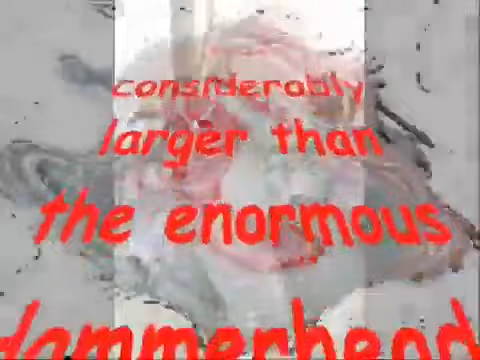 considerably
larger than
the enormous
Hammerhead